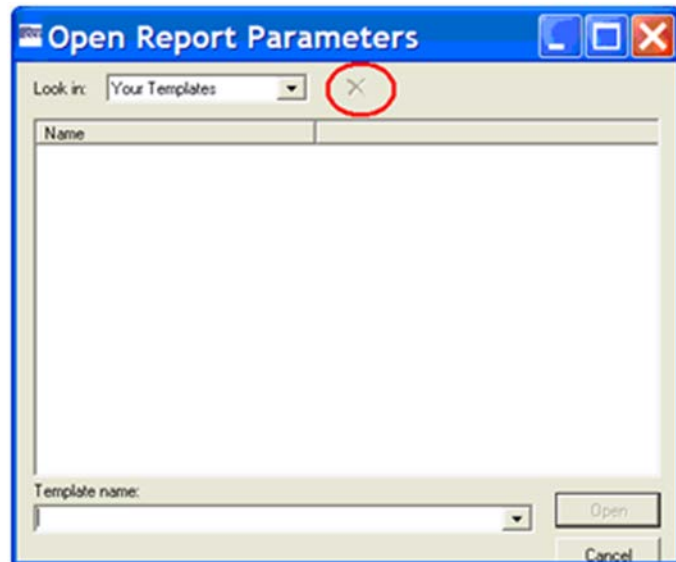 Open Report Parameters
Look in: Your Templates
Name
Template name:
Open
Cancel